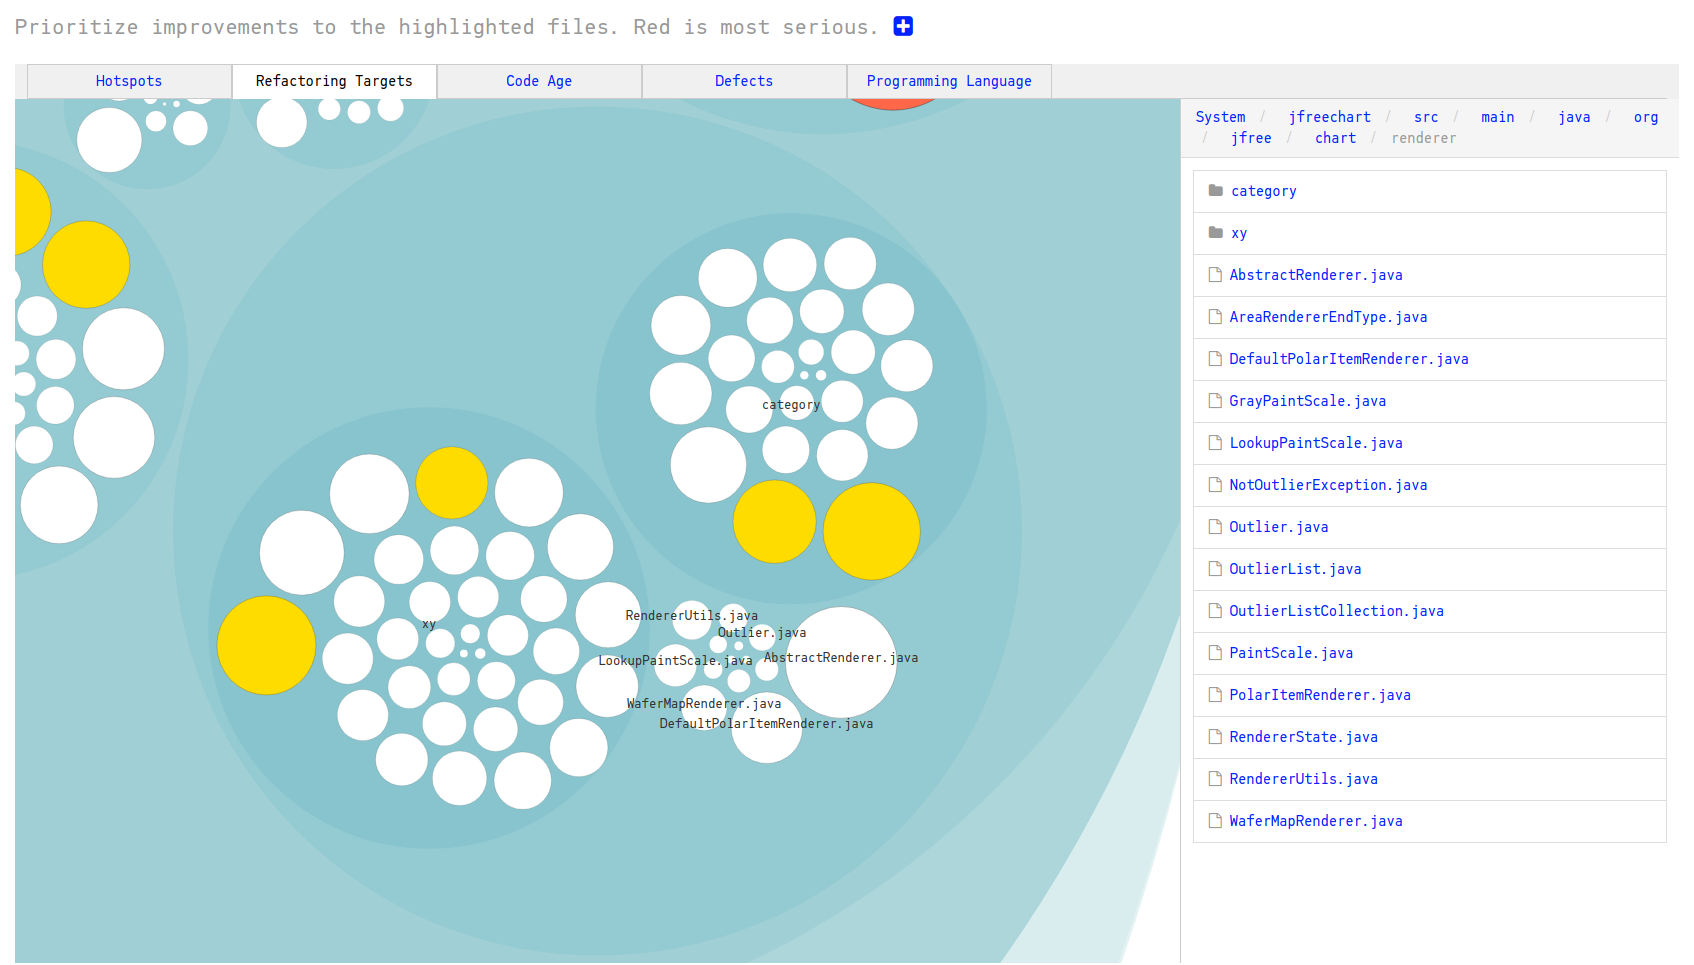 Prioritize improvements to the highlighted files. Red is most serious.
Hotspots
Refactoring Targets
Code Age
Defects
Programming Language
System / jfreechart / src / main / java / org
/ jfree / chart / renderer
category
xy
AbstractRenderer.java
AreaRendererEndType.java
DefaultPolarItemRenderer.java
GrayPaintScale.java
LookupPaintScale.java
NotOutlierException.java
Outlier.java
OutlierList.java
OutlierListCollection.java
PaintScale.java
PolarItemRenderer.java
RendererState.java
RendererUtils.java
WaferMapRenderer.java
category
xy
RendererUtils.java
Outlier.java
LookupPaintScale.java
AbstractRenderer.java
WaferMapRenderer.java
DefaultPolarItemRenderer.java